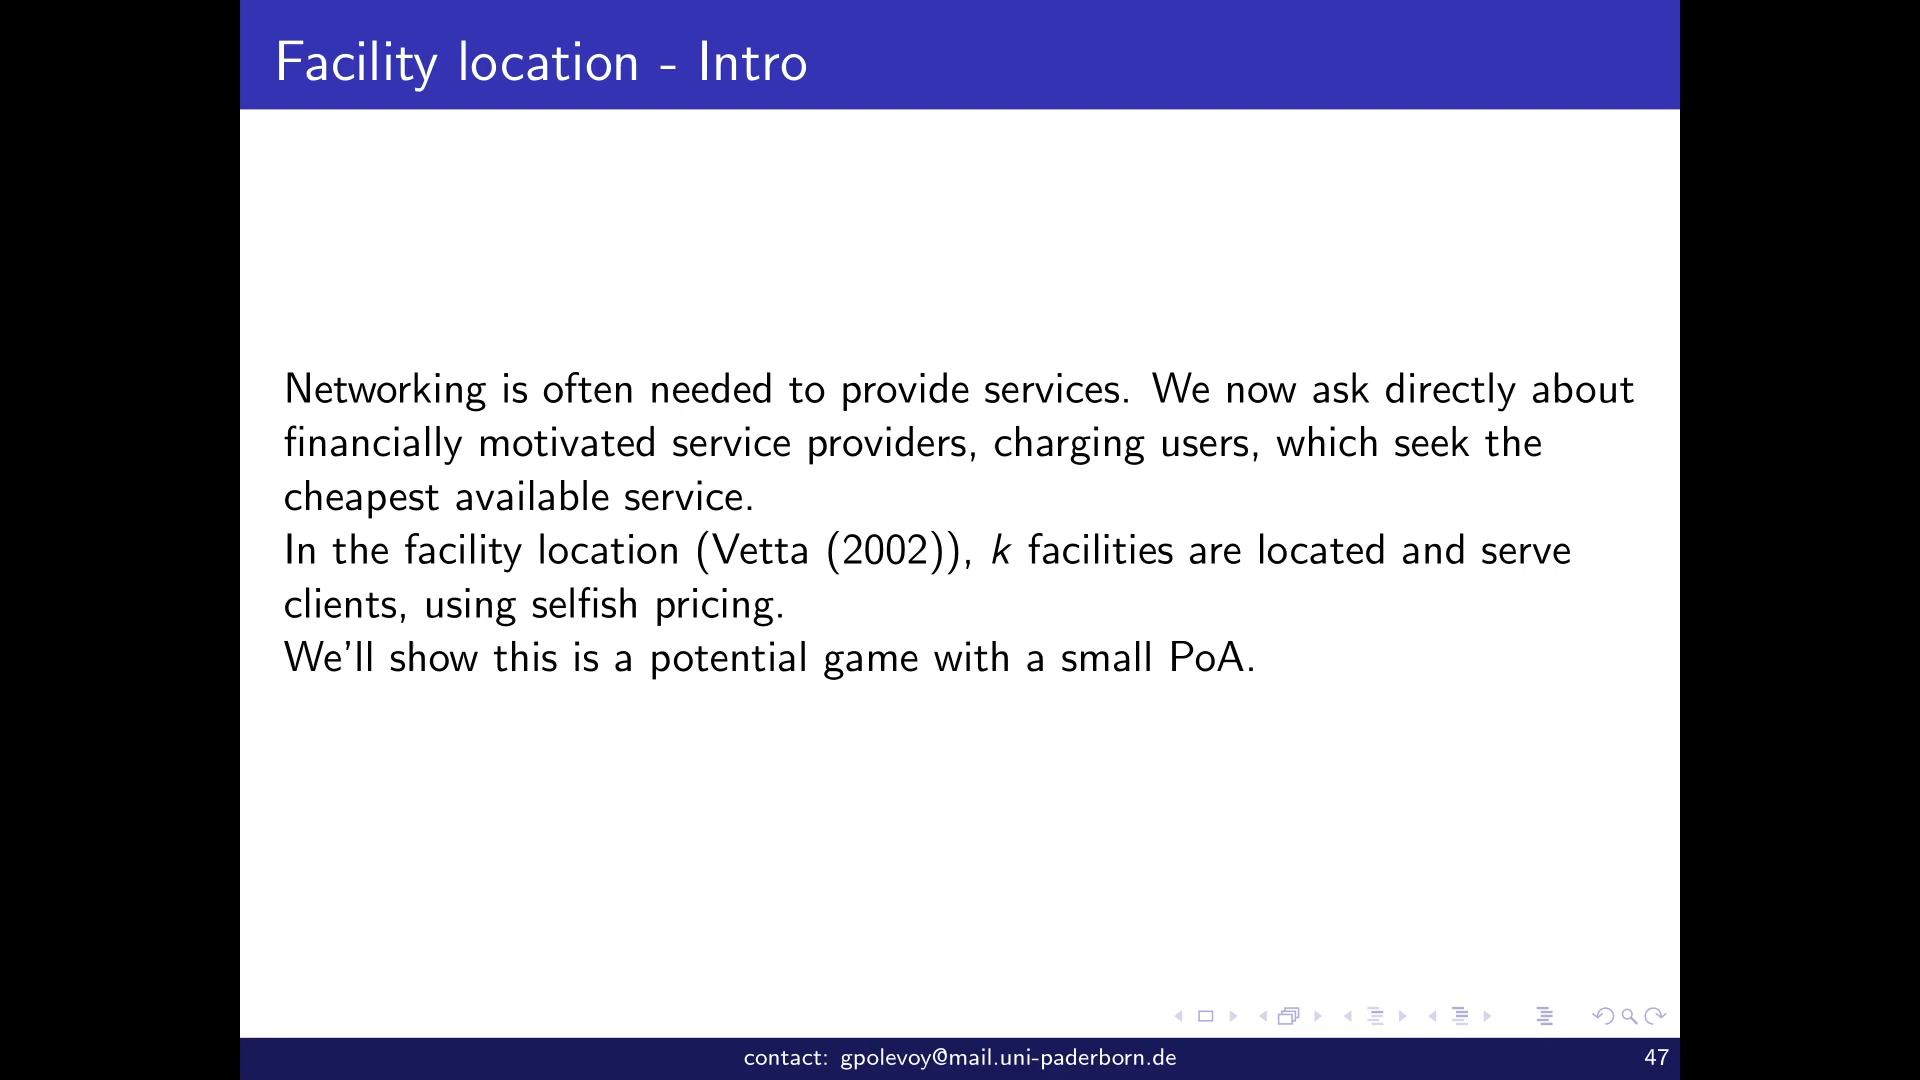 Facility location - Intro
Networking is often needed to provide services. We now ask directly about
financially motivated service providers, charging users, which seek the
cheapest available service.
In the facility location (Vetta (2002)), k facilities are located and serve
clients, using selfish pricing.
We'll show this is a potential game with a small PoA.
contact: gpolevoy@mail.uni-paderborn.de
47